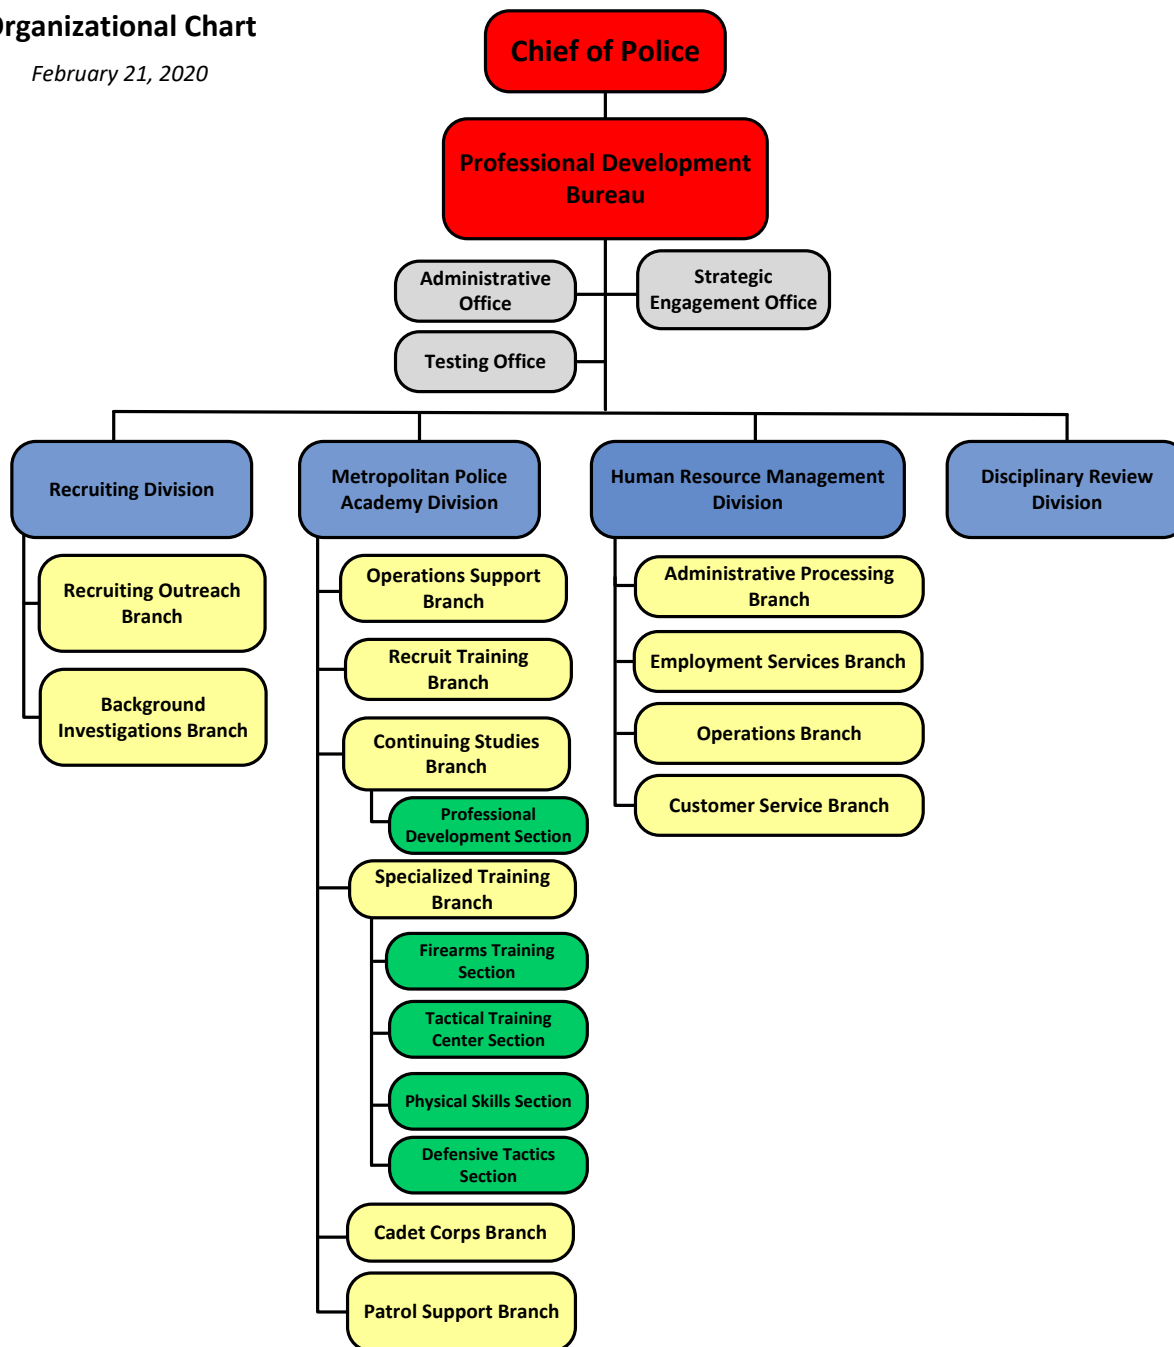 Organizational Chart
February 21, 2020
Chief of Police
Professional Development
Bureau
Administrative
Office
Strategic
Engagement Office
Testing Office
Recruiting Division
Metropolitan Police
Academy Division
Human Resource Management
Division
Disciplinary Review
Division
Recruiting Outreach
Branch
Background
Investigations Branch
Operations Support
Branch
Recruit Training
Branch
Continuing Studies
Branch
Professional
Development Section
Specialized Training
Branch
Firearms Training
Section
Tactical Training
Center Section
Physical Skills Section
Defensive Tactics
Section
Cadet Corps Branch
Patrol Support Branch
Administrative Processing
Branch
Employment Services Branch
Operations Branch
Customer Service Branch